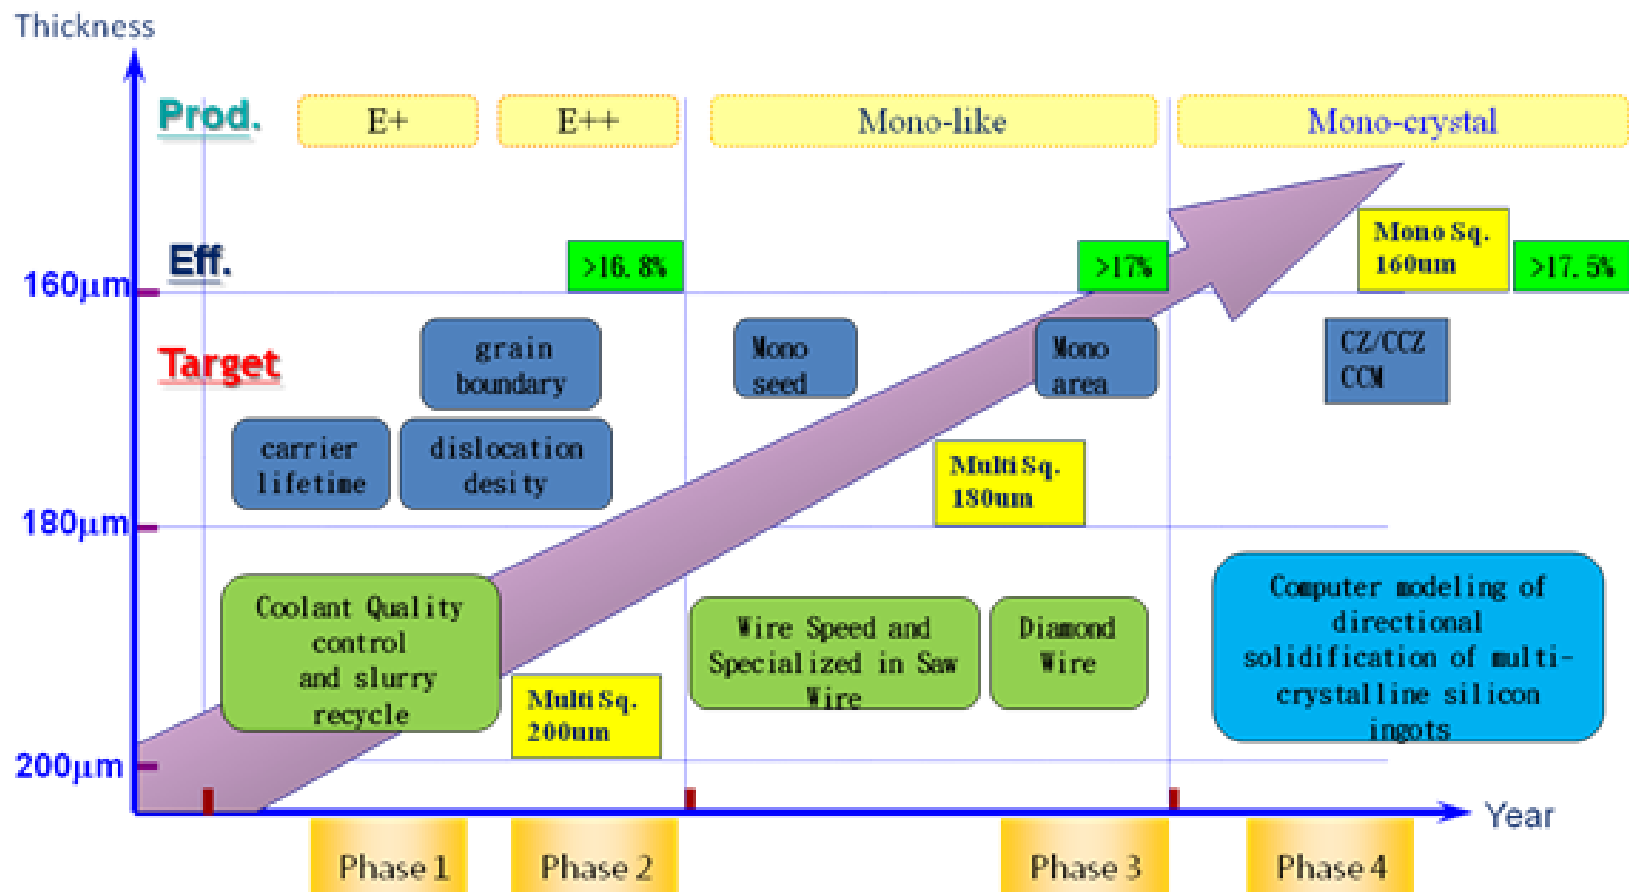 Thickness
Prod.
E+
E++
Mono-like
Mono-crystal
Eff.
>16.8%
>17%
Mono Sq.
160um
>17.5%
160μm
Target
grain
boundary
Mono
seed
Mono
area
CZ/CCZ
CCM
carrier
lifetime
dislocation
desity
Multi Sq.
180um
180μm
Coolant Quality
control
and slurry
recycle
Multi Sq.
200um
Wire Speed and
Specialized in Saw
Wire
Diamond
Wire
Computer modeling of
directional
solidification of multi-
crystalline silicon
ingots
200μm
Year
Phase 1
Phase 2
Phase 3
Phase 4